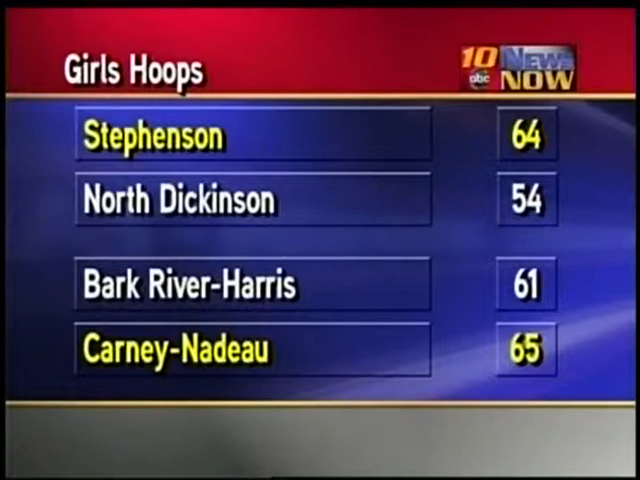 Girls Hoops
10 NEWS
abc NOW
Stephenson 64
North Dickinson 54
Bark River-Harris 61
Carney-Nadeau 65